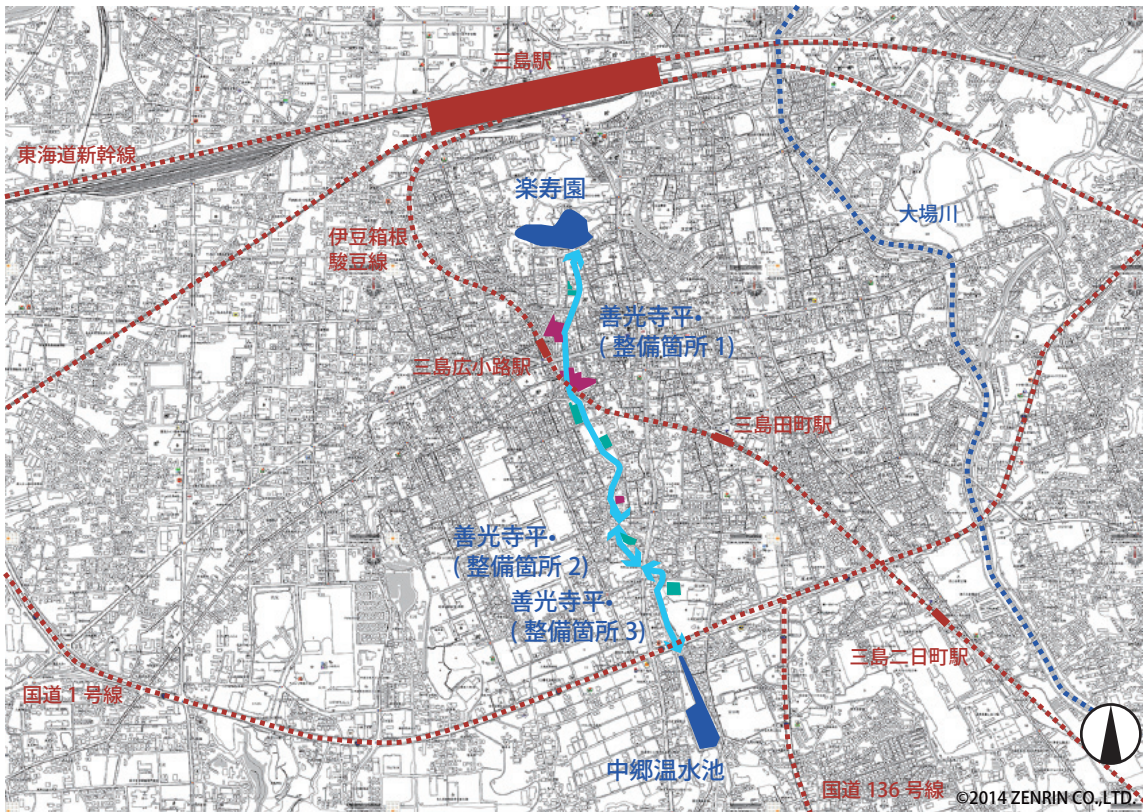 三島駅
東海道新幹線
楽寿園
大場川
伊豆箱根
駿豆線
善光寺平•
( 整備箇所 1)
三島広小路駅
三島田町駅
善光寺平•
( 整備箇所 2)
善光寺平•
( 整備箇所 3)
三島二日町駅
国道 1 号線
中郷温水池
国道 136 号線
©2014 ZENRIN CO., LTD.